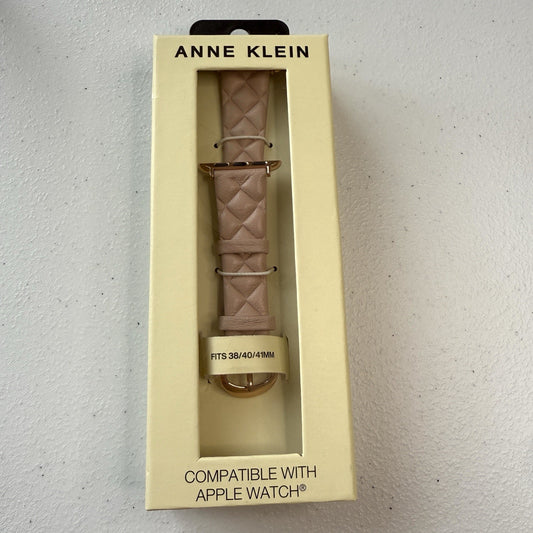 ANNE KLEIN
FITS 38/40/41MM
COMPATIBLE WITH
APPLE WATCH®